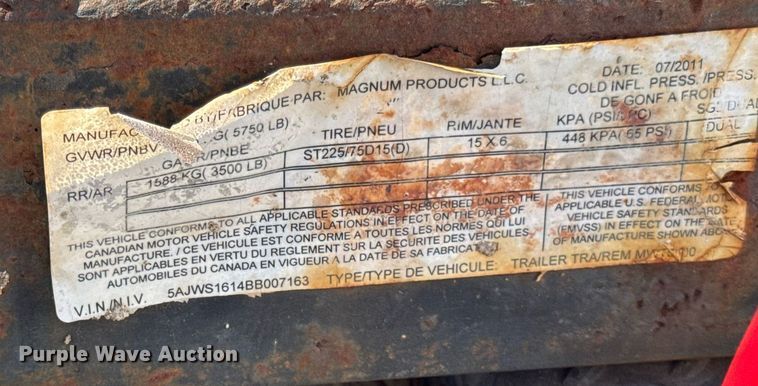 MANUFAC BY/FABRIQUE PAR: MAGNUM PRODUCTS L.L.C. DATE: 07/2011
GVWR/PNBV G( 5750 LB) COLD INFL. PRESS. /PRESS.
DE GONF A FROID
/PNBE TIRE/PNEU RIM/JANTE KPA (PSI/ DUAL
RR/AR 1588 KG( 3500 LB) ST225/75D15(D) 15 X 6 448 KPA( 65 PSI) DUAL
THIS VEHICLE CONFORMS TO ALL APPLICABLE STANDARDS PRESCRIBED UNDER THE
CANADIAN MOTOR VEHICLE SAFETY REGULATIONS IN EFFECT ON THE DATE OF
MANUFACTURE. / CE VEHICULE EST CONFORME A TOUTES LES NORMES QUI LUI
SONT APPLICABLES EN VERTU DU REGLEMENT SUR LA SECURITE DES VEHICULES
AUTOMOBILES DU CANADA EN VIGUEUR A LA DATE DE SA FABRICAT
THIS VEHICLE CONFORMS TO
APPLICABLE U.S. FEDERAL MOT
VEHICLE SAFETY STANDARDS
(FMVSS) IN EFFECT ON THE DATE
OF MANUFACTURE SHOWN ABOVE
V.I.N./N.I.V. 5AJWS1614BB007163 TYPE/TYPE DE VEHICULE: TRAILER TRA/REM
Purple Wave Auction